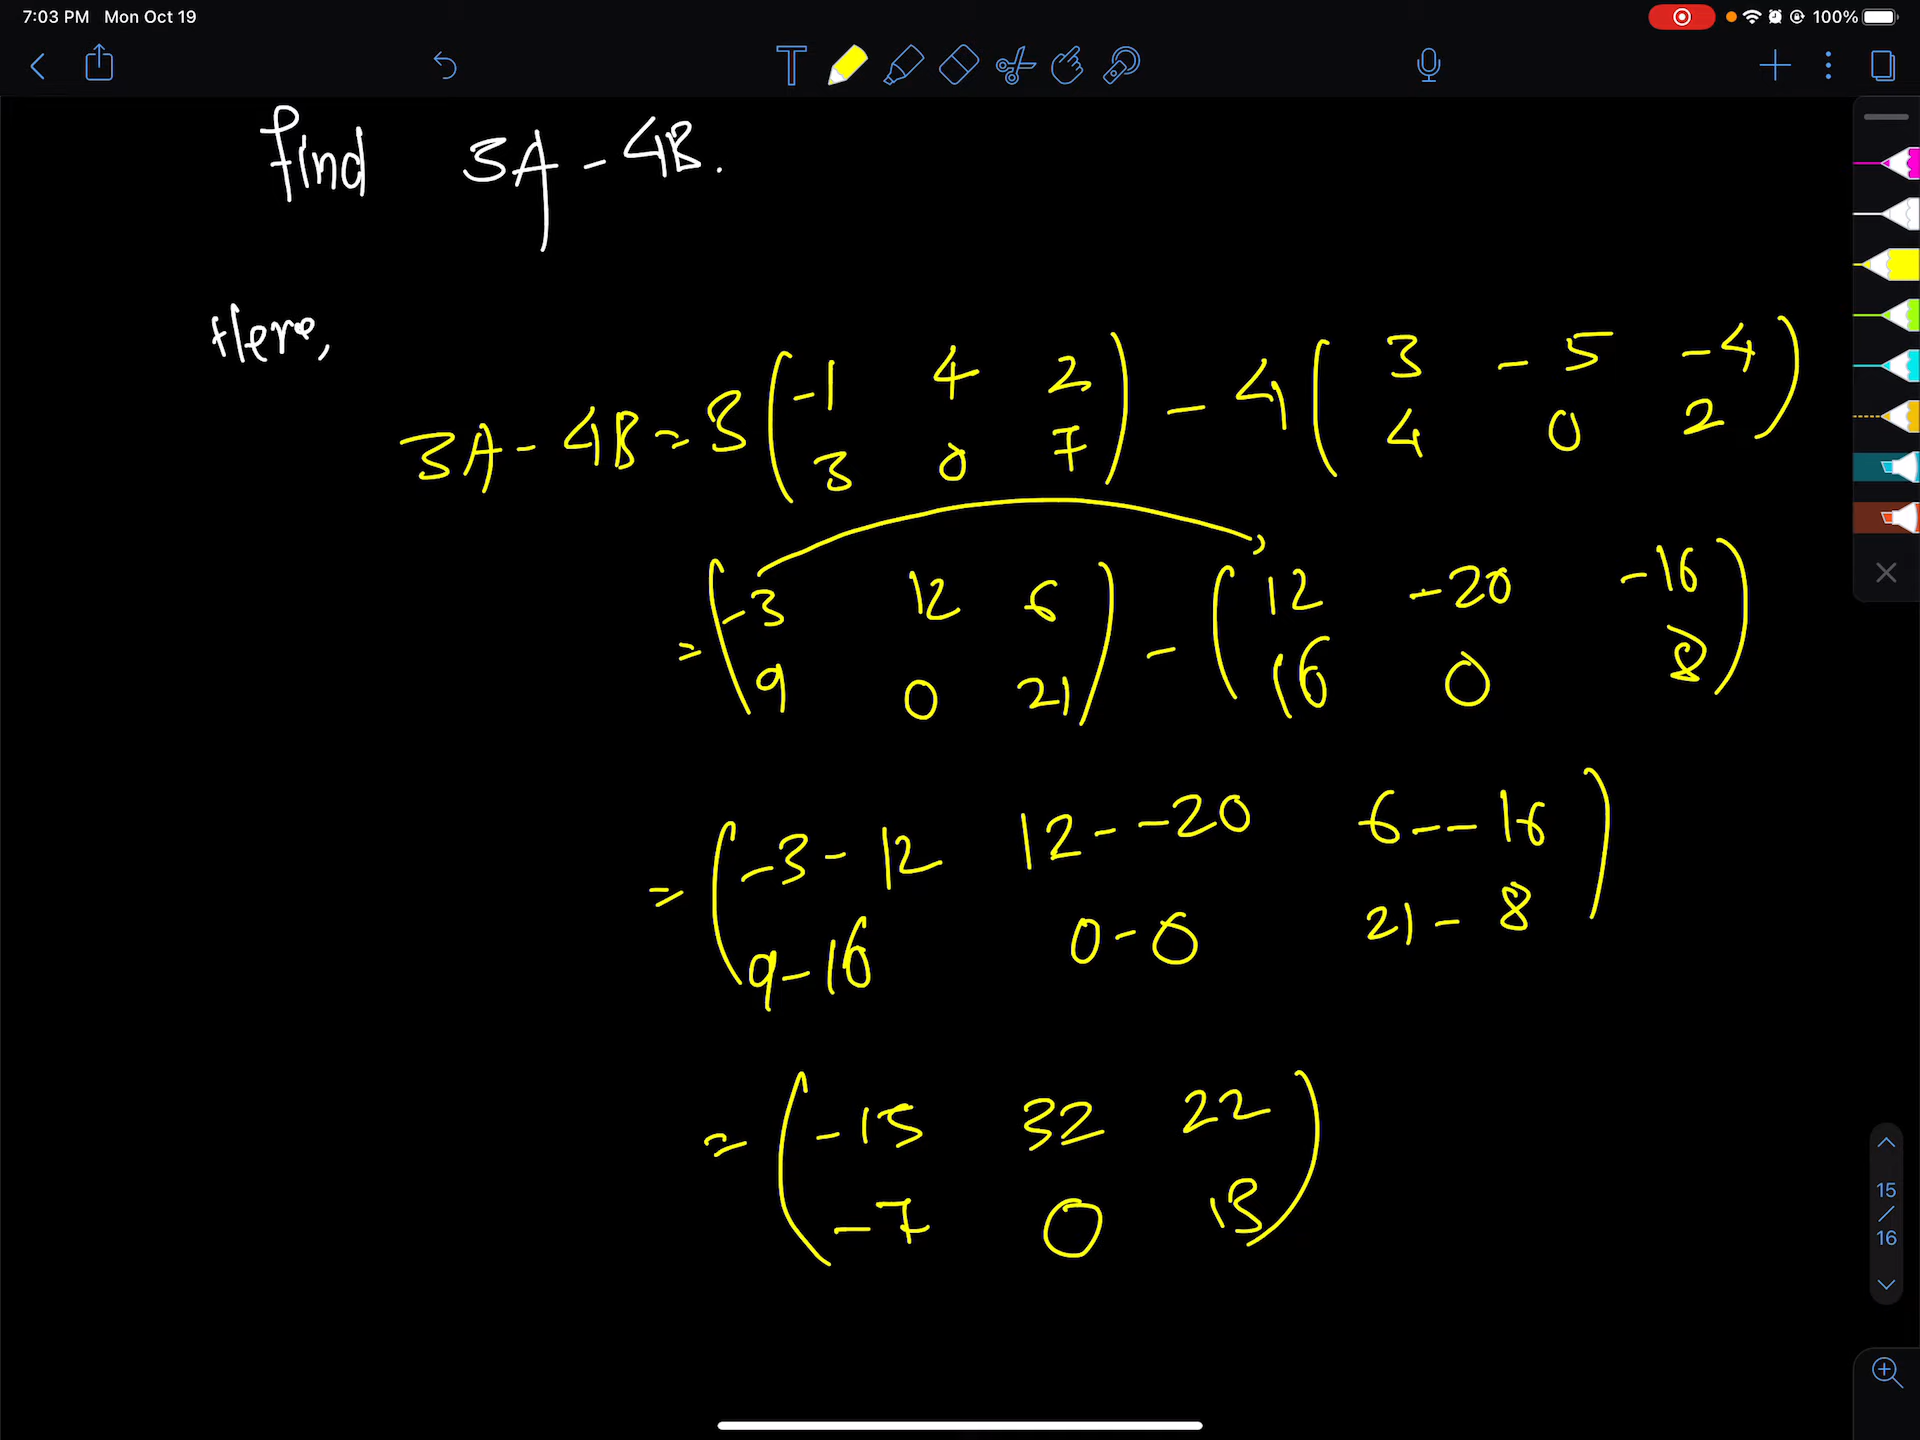 7:03 PM Mon Oct 19 100%
T
find 3A - 4B.
Here,
3A - 4B = 3 ( -1 4 2 ) - 4 ( 3 -5 -4 )
3 0 7 4 0 2
= ( -3 12 6 ) - ( 12 -20 -16 )
9 0 21 16 0 8
= ( -3 - 12 12 - -20 6 - - 16 )
9 - 16 0 - 0 21 - 8
= ( -15 32 22 )
-7 0 13
15
/
16